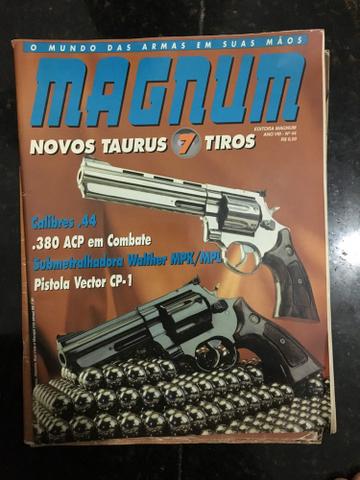 O MUNDO DAS ARMAS EM SUAS MÃOS
MAGNUM
EDITORA MAGNUM
NOVOS TAURUS 7 TIROS
Calibres .44
.380 ACP em Combate
Submetralhadora Walther MPK/MPL
Pistola Vector CP-1